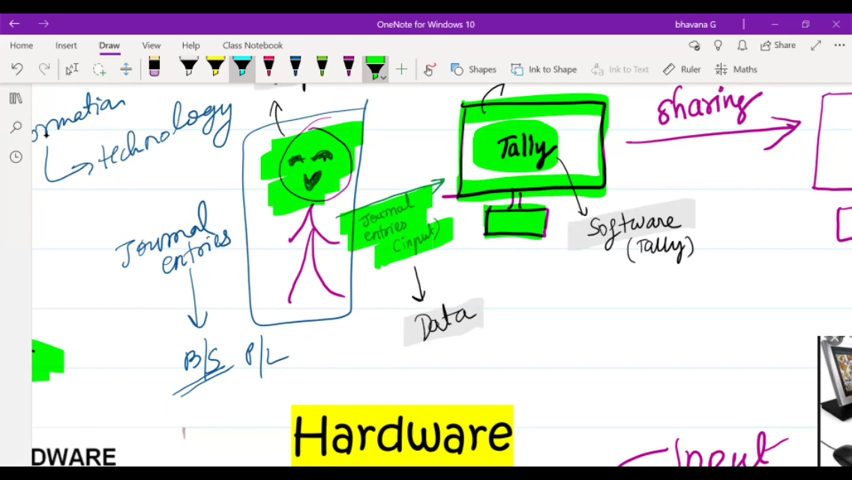 OneNote for Windows 10
bhavana G
Home Insert Draw View Help Class Notebook
Share
Shapes
Ink to Shape
Ink to Text
Ruler
Maths
technology
sharing
Tally
Journal
entries
(input)
Software
(Tally)
Journal
entries
Data
B/S P/L
Hardware
DWARE
Input